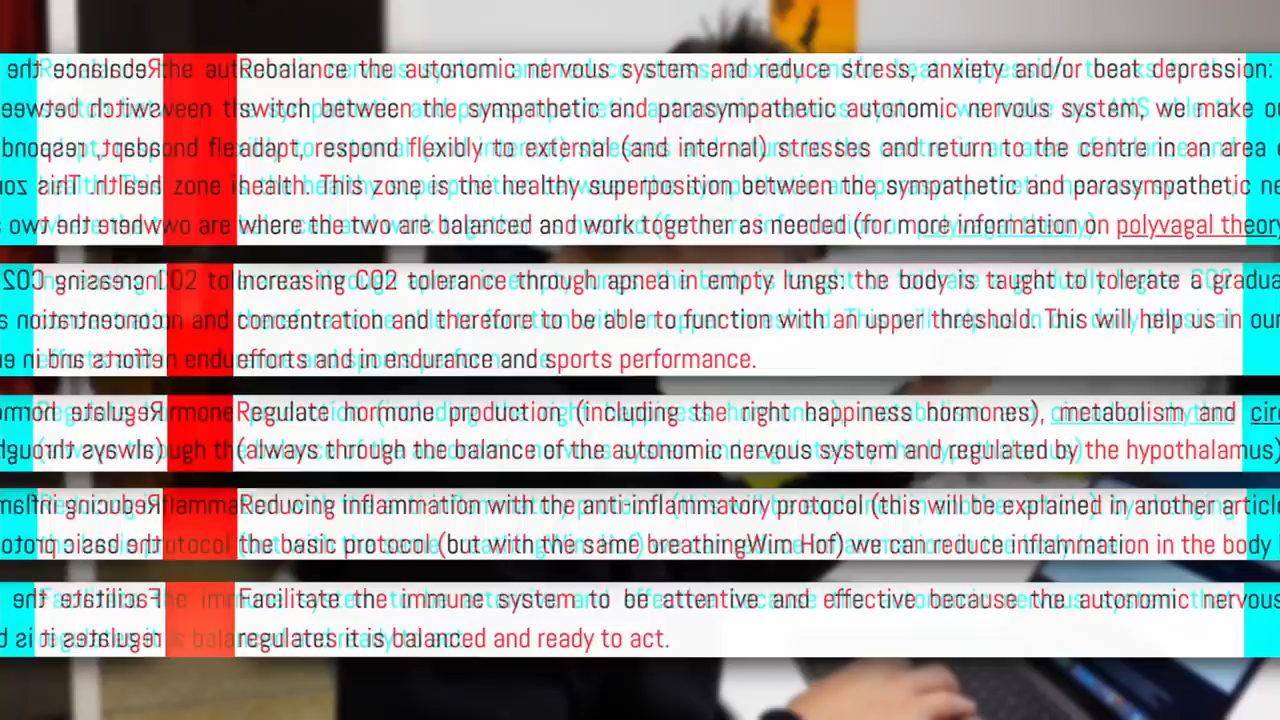 Rebalance the autonomic nervous system and reduce stress, anxiety and/or beat depression:
switch between the sympathetic and parasympathetic autonomic nervous system, we make
adapt, respond flexibly to external (and internal) stresses and return to the centre in an area
health. This zone is the healthy superposition between the sympathetic and parasympathetic
where the two are balanced and work together as needed (for more information on polyvagal theory
Increasing CO2 tolerance through apnea in empty lungs: the body is taught to tolerate a
concentration and therefore to be able to function with an upper threshold. This will help us in our
efforts and in endurance and sports performance.
Regulate hormone production (including the right happiness hormones), metabolism and
(always through the balance of the autonomic nervous system and regulated by the hypothalamus)
Reducing inflammation with the anti-inflammatory protocol (this will be explained in another article
the basic protocol (but with the same breathing Wim Hof) we can reduce inflammation in the body
Facilitate the immune system to be attentive and effective because the autonomic nervous
regulates it is balanced and ready to act.